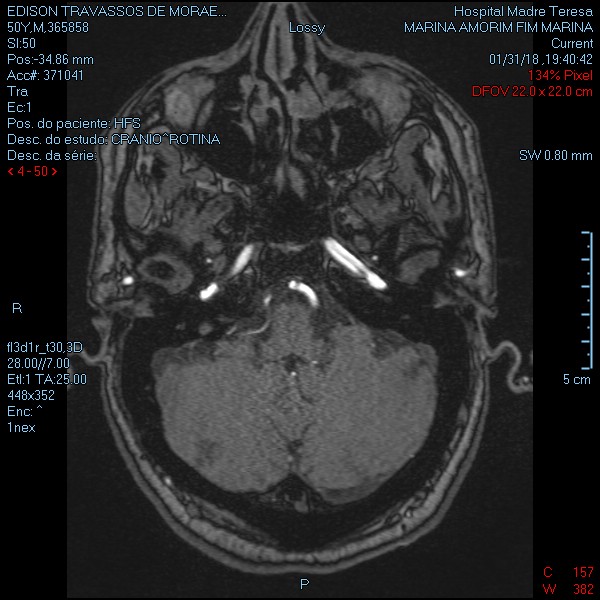 EDISON TRAVASSOS DE MORAE...
50Y,M,365858
Sl:50
Pos:-34.86 mm
Acc#: 371041
Tra
Ec:1
Pos. do paciente: HFS
Desc. do estudo: CRANIO^ROTINA
Desc. da série:
< 4 - 50 >
Lossy
Hospital Madre Teresa
MARINA AMORIM FIM MARINA
Current
01/31/18 ,19:40:42
134% Pixel
DFOV 22.0 x 22.0 cm
SW 0.80 mm
R
5 cm
fl3d1r_t30,3D
28.00//7.00
Etl:1 TA:25.00
448x352
Enc: ^
1nex
P
C 157
W 382